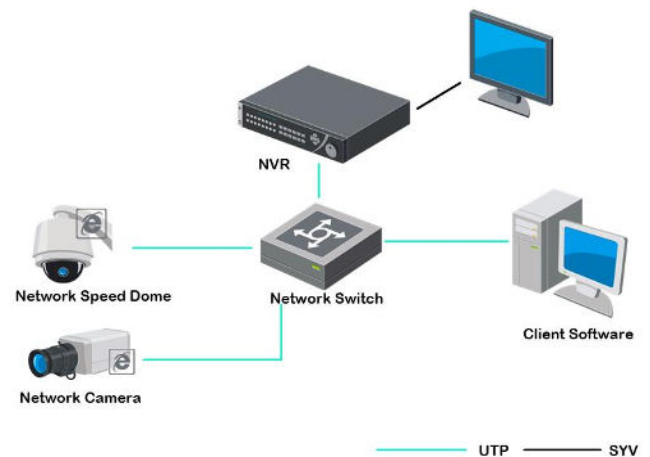 NVR
Network Speed Dome
Network Switch
Client Software
Network Camera
UTP
SYV